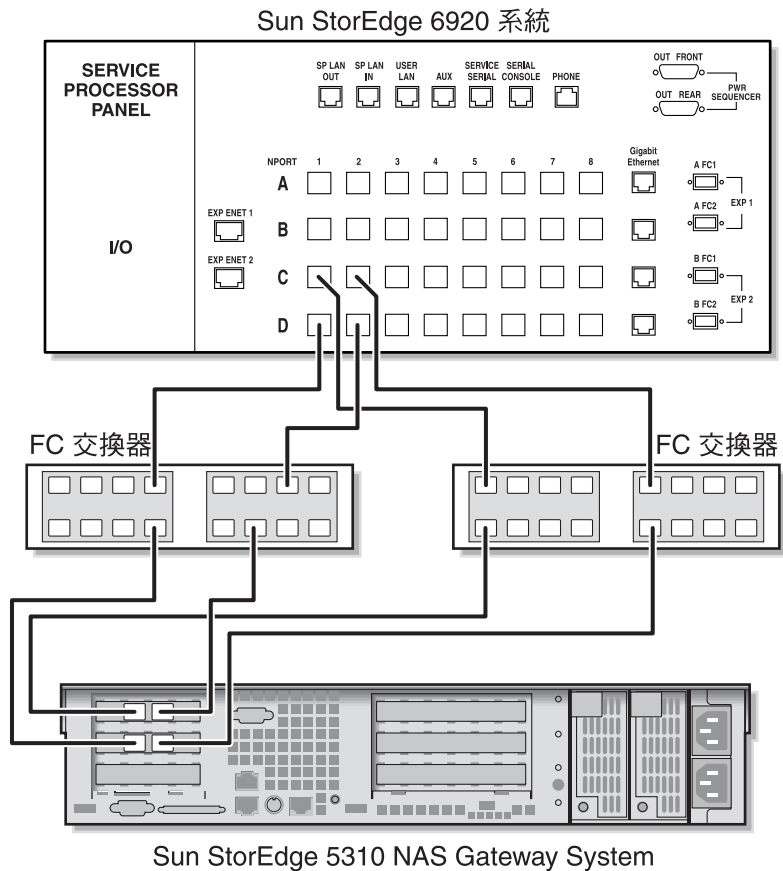 Sun StorEdge 6920 系統
SERVICE
PROCESSOR
PANEL
I/O
SP LAN
OUT
SP LAN
IN
USER
LAN
AUX
SERVICE
SERIAL
SERIAL
CONSOLE
PHONE
OUT FRONT
OUT REAR
PWR
SEQUENCER
NPORT 1 2 3 4 5 6 7 8
Gigabit
Ethernet
A
B
C
D
EXP ENET 1
EXP ENET 2
A FC1
A FC2
EXP 1
B FC1
B FC2
EXP 2
FC 交換器
FC 交換器
Sun StorEdge 5310 NAS Gateway System